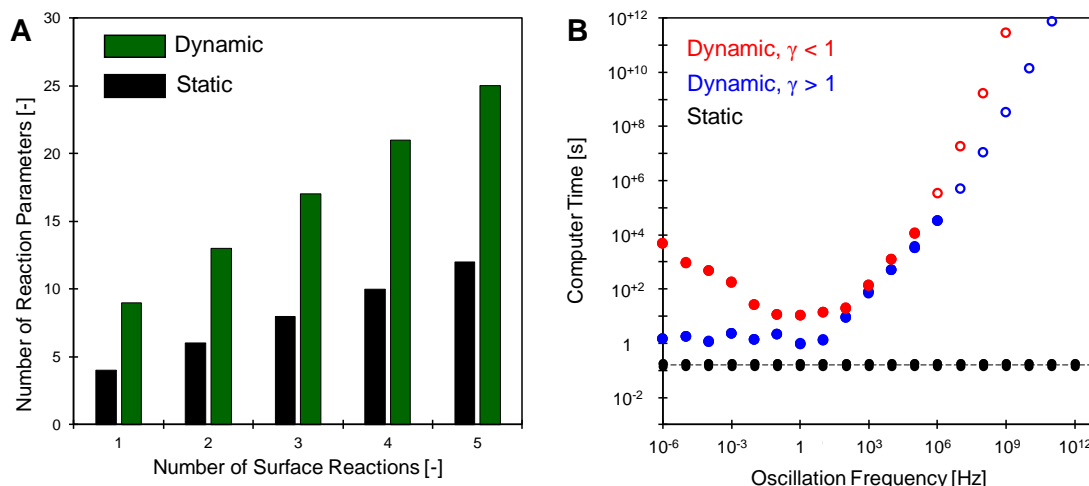 A
Dynamic
Static
Number of Reaction Parameters [-]
30
25
20
15
10
5
0
1 2 3 4 5
Number of Surface Reactions [-]
B
Dynamic, γ < 1
Dynamic, γ > 1
Static
Computer Time [s]
10+12
10+10
10+8
10+6
10+4
10+2
1
10-2
10-6 10-3 1 103 106 109 1012
Oscillation Frequency [Hz]